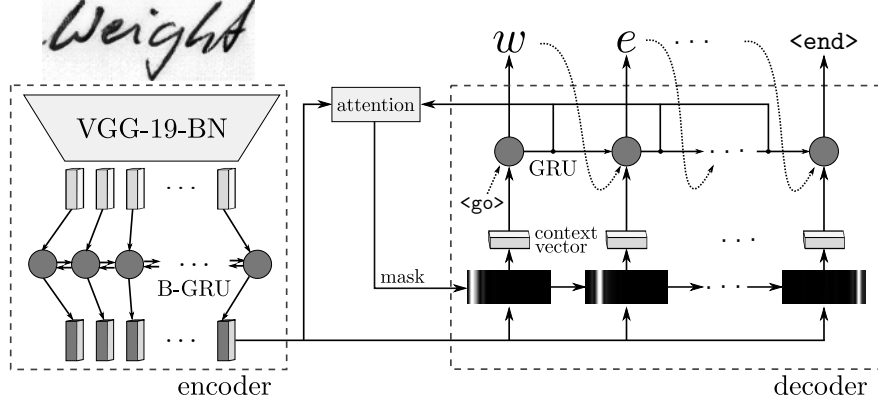 Weight
w e . . . <end>
VGG-19-BN
attention
GRU
<go>
context
vector
B-GRU
mask
encoder
decoder